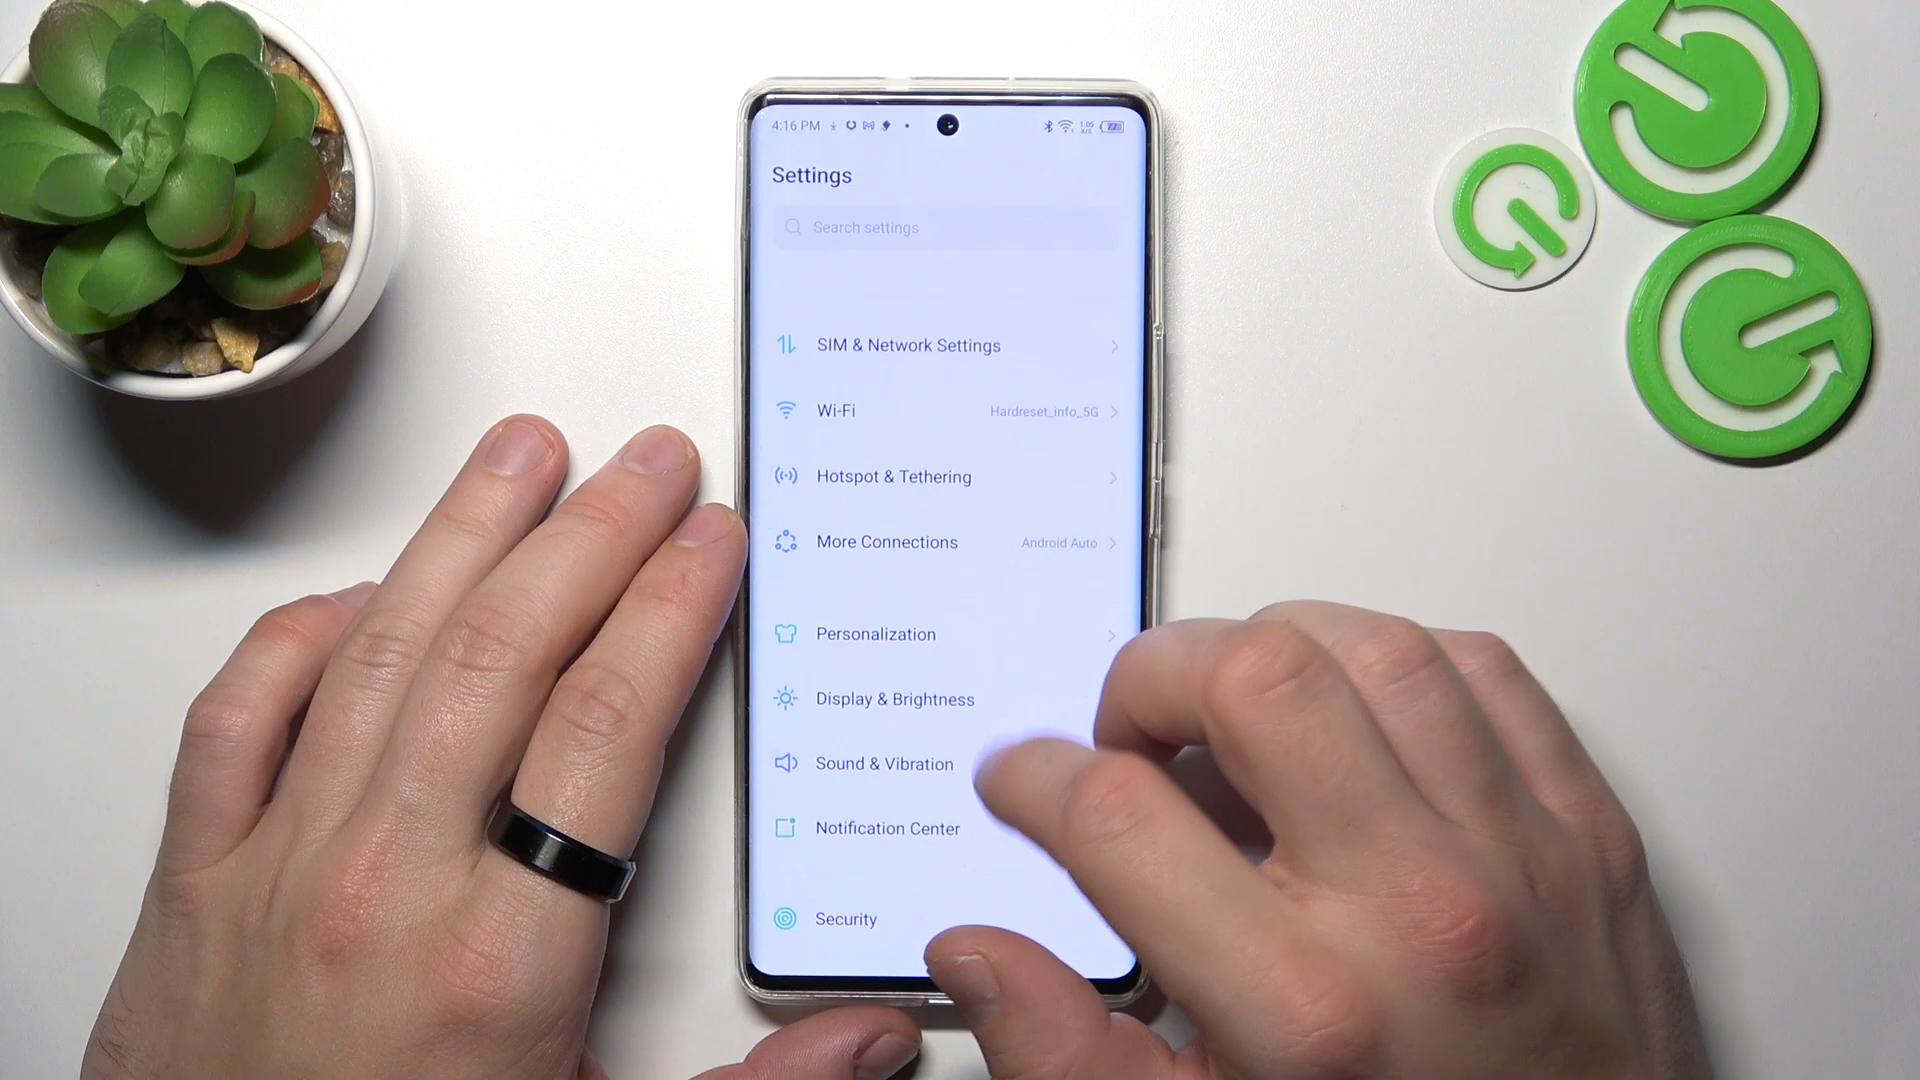 4:16 PM
Settings
Search settings
SIM & Network Settings
Wi-Fi Hardreset_info_5G
Hotspot & Tethering
More Connections Android Auto
Personalization
Display & Brightness
Sound & Vibration
Notification Center
Security